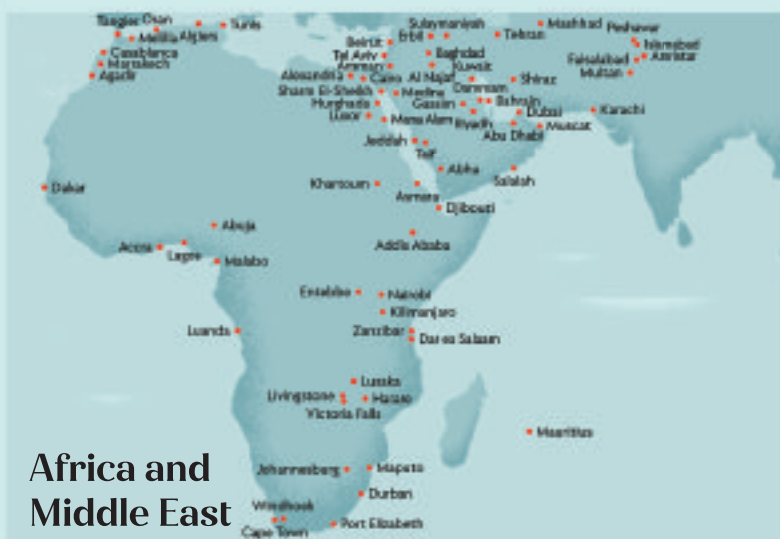 Tangier Oran
Tunis
Melilla Algiers
Casablanca
Marrakech
Agadir
Sulaymaniyah
Erbil
Beirut
Tel Aviv
Amman
Alexandria
Cairo
Al Najaf
Baghdad
Kuwait
Tehran
Mashhad
Peshawar
Islamabad
Faisalabad
Amritsar
Multan
Shiraz
Dammam
Sharm El-Sheikh
Medina
Hurghada
Gassim
Bahrain
Luxor
Marsa Alam
Riyadh
Dubai
Karachi
Abu Dhabi
Muscat
Jeddah
Taif
Abha
Salalah
Dakar
Khartoum
Asmara
Djibouti
Abuja
Addis Ababa
Accra
Lagos
Malabo
Entebbe
Nairobi
Kilimanjaro
Luanda
Zanzibar
Dar es Salaam
Lusaka
Livingstone
Harare
Victoria Falls
Mauritius
Africa and
Middle East
Johannesburg
Maputo
Durban
Windhoek
Port Elizabeth
Cape Town